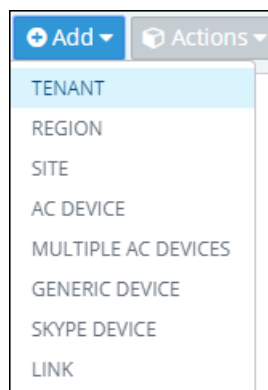 Add Actions
TENANT
REGION
SITE
AC DEVICE
MULTIPLE AC DEVICES
GENERIC DEVICE
SKYPE DEVICE
LINK